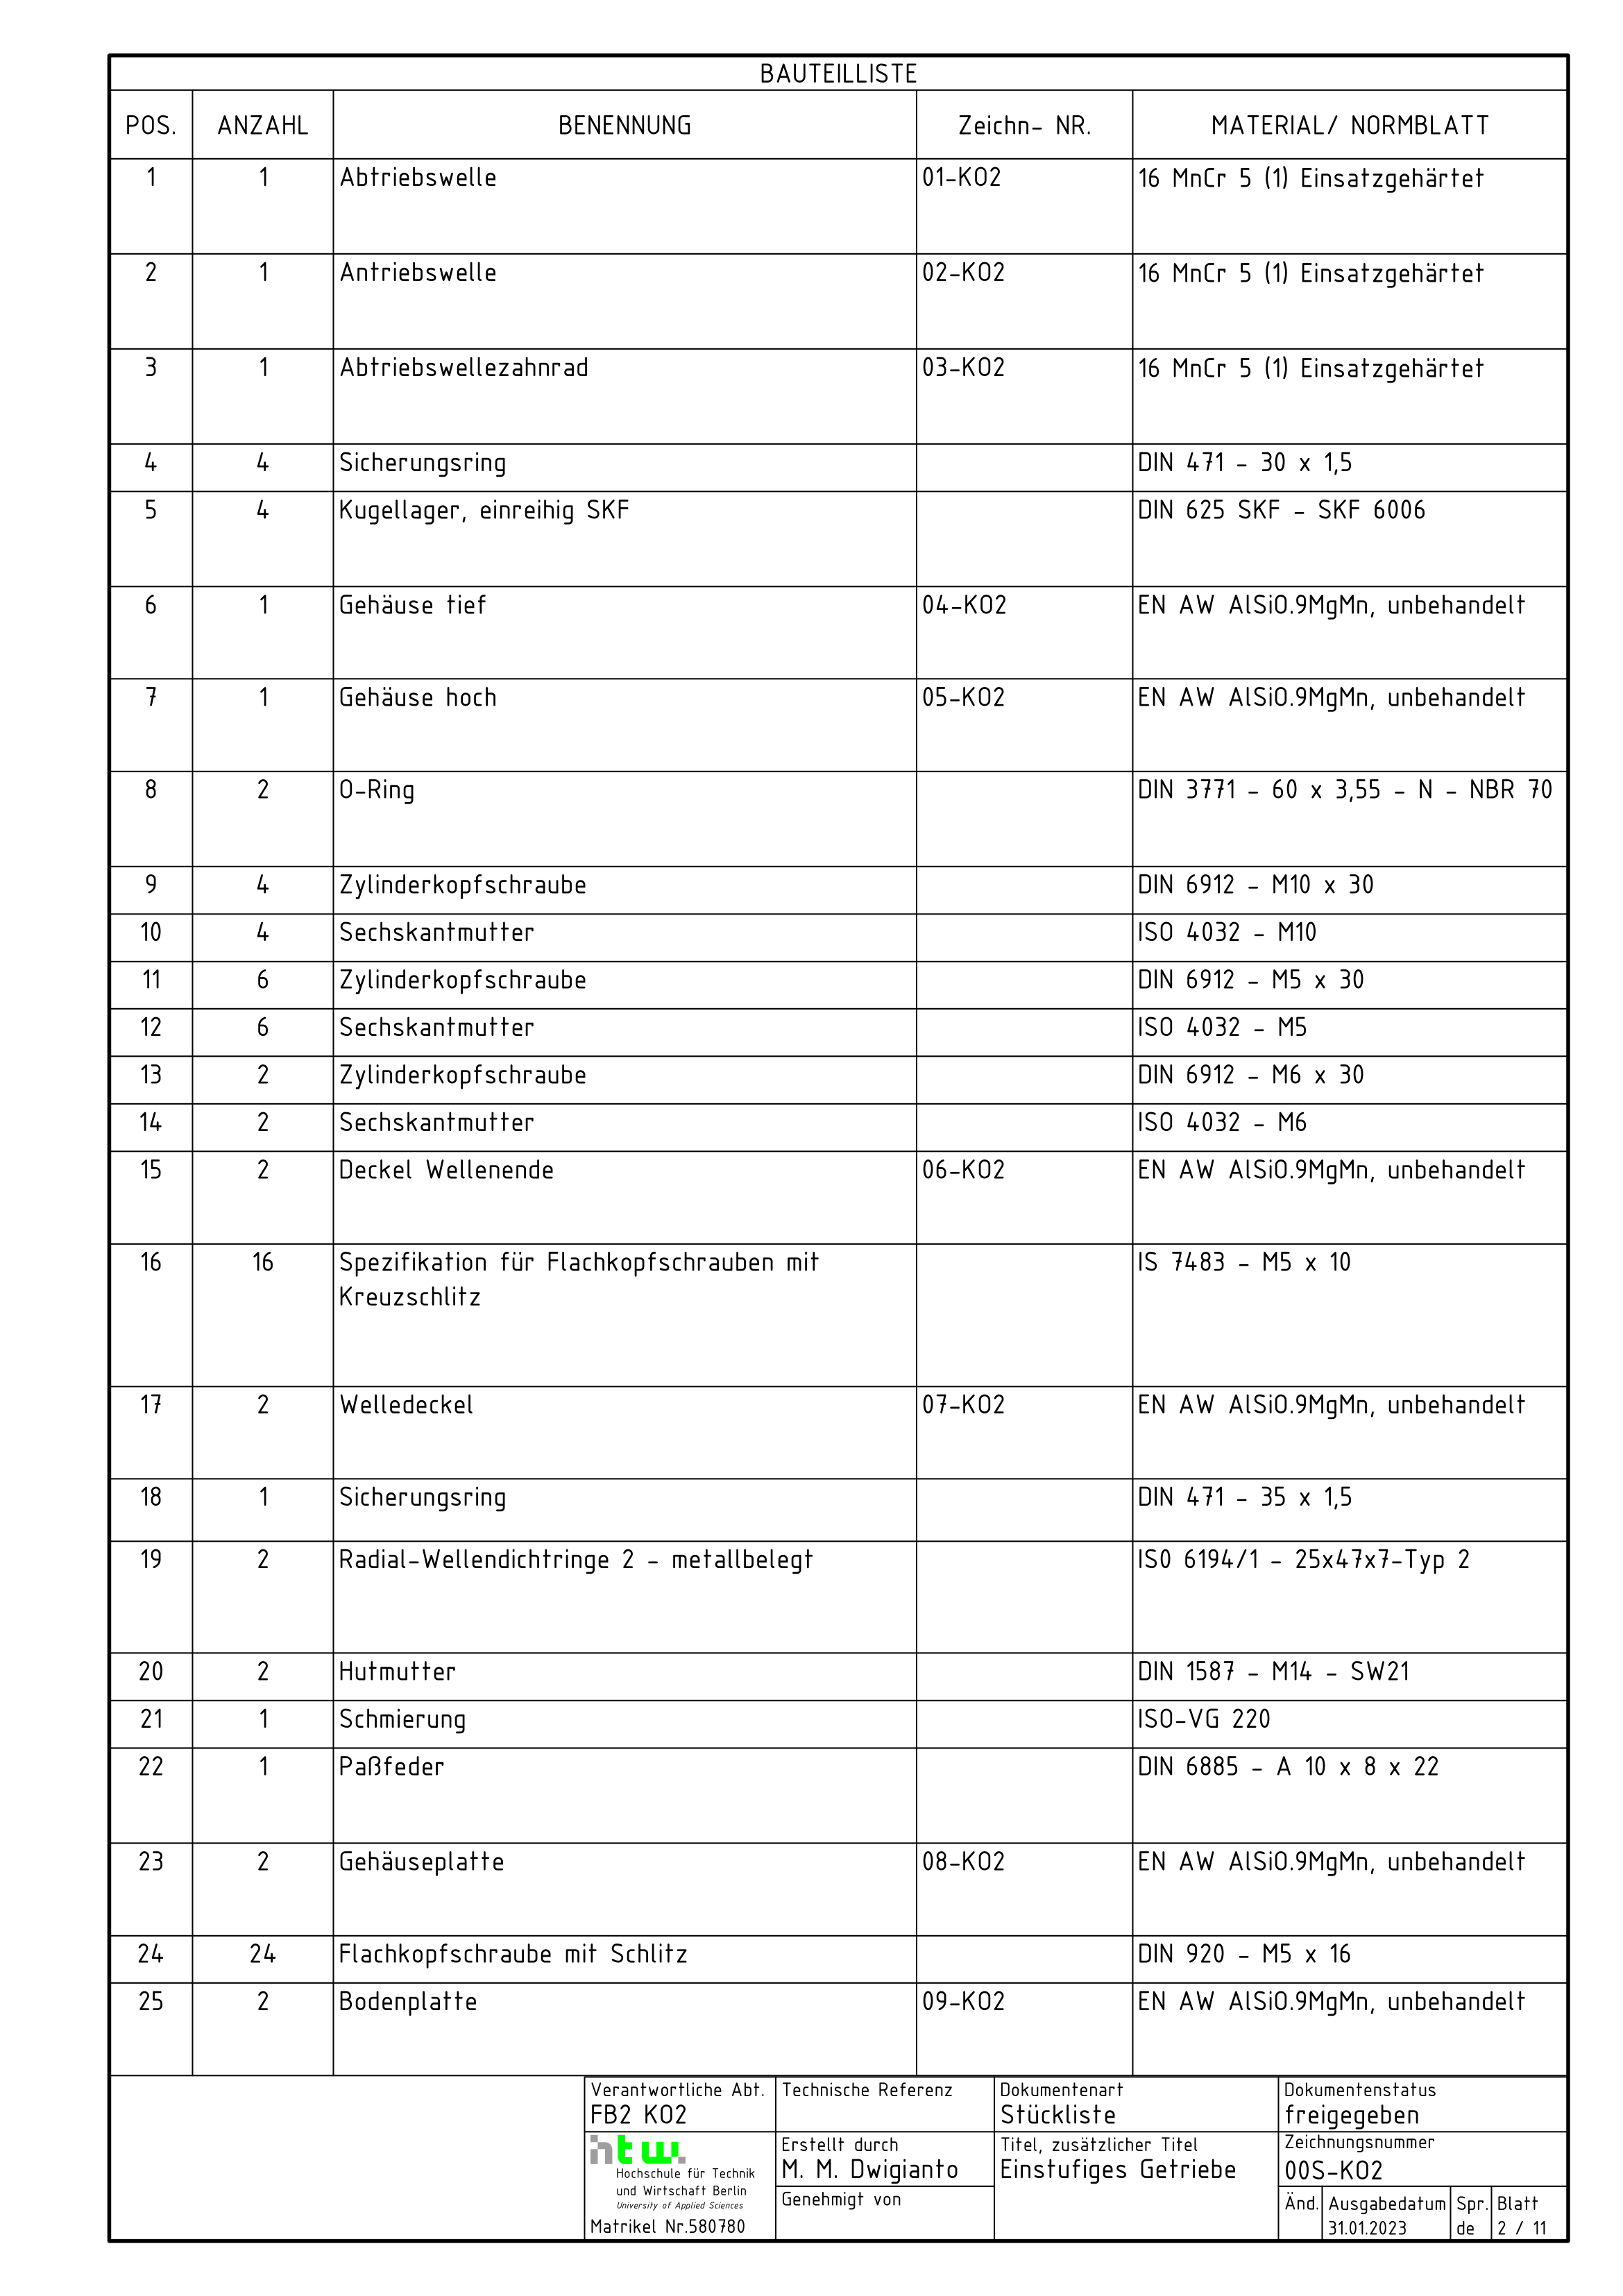 BAUTEILLISTE
POS. ANZAHL BENENNUNG Zeichn- NR. MATERIAL/ NORMBLATT
1 1 Abtriebswelle 01-KO2 16 MnCr 5 (1) Einsatzgehärtet
2 1 Antriebswelle 02-KO2 16 MnCr 5 (1) Einsatzgehärtet
3 1 Abtriebswellezahnrad 03-KO2 16 MnCr 5 (1) Einsatzgehärtet
4 4 Sicherungsring DIN 471 - 30 x 1,5
5 4 Kugellager, einreihig SKF DIN 625 SKF - SKF 6006
6 1 Gehäuse tief 04-KO2 EN AW AlSi0.9MgMn, unbehandelt
7 1 Gehäuse hoch 05-KO2 EN AW AlSi0.9MgMn, unbehandelt
8 2 O-Ring DIN 3771 - 60 x 3,55 - N - NBR 70
9 4 Zylinderkopfschraube DIN 6912 - M10 x 30
10 4 Sechskantmutter ISO 4032 - M10
11 6 Zylinderkopfschraube DIN 6912 - M5 x 30
12 6 Sechskantmutter ISO 4032 - M5
13 2 Zylinderkopfschraube DIN 6912 - M6 x 30
14 2 Sechskantmutter ISO 4032 - M6
15 2 Deckel Wellenende 06-KO2 EN AW AlSi0.9MgMn, unbehandelt
16 16 Spezifikation für Flachkopfschrauben mit IS 7483 - M5 x 10
Kreuzschlitz
17 2 Welledeckel 07-KO2 EN AW AlSi0.9MgMn, unbehandelt
18 1 Sicherungsring DIN 471 - 35 x 1,5
19 2 Radial-Wellendichtringe 2 - metallbelegt IS0 6194/1 - 25x47x7-Typ 2
20 2 Hutmutter DIN 1587 - M14 - SW21
21 1 Schmierung ISO-VG 220
22 1 Paßfeder DIN 6885 - A 10 x 8 x 22
23 2 Gehäuseplatte 08-KO2 EN AW AlSi0.9MgMn, unbehandelt
24 24 Flachkopfschraube mit Schlitz DIN 920 - M5 x 16
25 2 Bodenplatte 09-KO2 EN AW AlSi0.9MgMn, unbehandelt
Verantwortliche Abt. Technische Referenz Dokumentenart Dokumentenstatus
FB2 KO2 Stückliste freigegeben
htw. Erstellt durch Titel, zusätzlicher Titel Zeichnungsnummer
Hochschule für Technik M. M. Dwigianto Einstufiges Getriebe 00S-KO2
und Wirtschaft Berlin
University of Applied Sciences Genehmigt von Änd. Ausgabedatum Spr. Blatt
Matrikel Nr.580780 31.01.2023 de 2 / 11